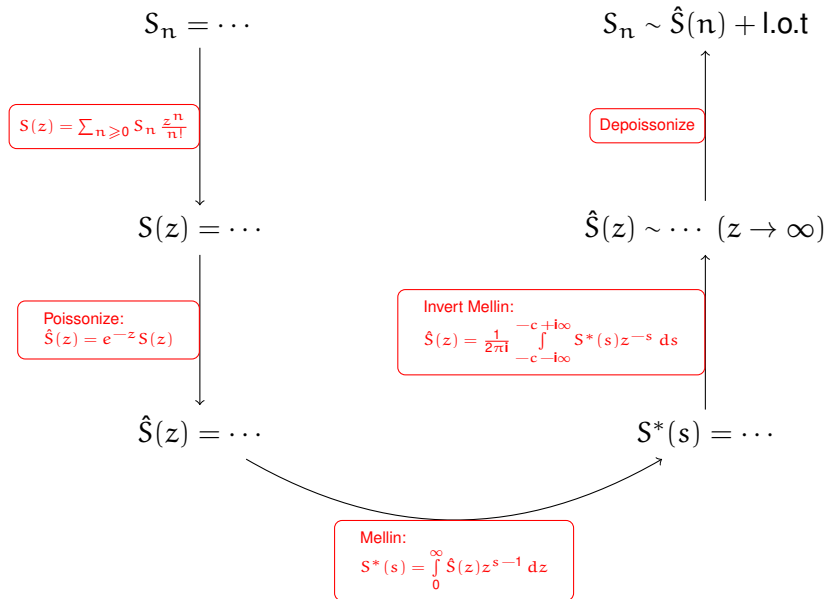 Sₙ = ⋯
Sₙ ∼ Ŝ(n) + l.o.t
S(z) = ∑ₙ⩾₀ Sₙ zⁿ/n!
Depoissonize
S(z) = ⋯
Ŝ(z) ∼ ⋯ (z → ∞)
Poissonize:
Ŝ(z) = e⁻ᶻS(z)
Invert Mellin:
Ŝ(z) = 1/2πi ∫_{−c−i∞}^{−c+i∞} S*(s)z⁻ˢ ds
Ŝ(z) = ⋯
S*(s) = ⋯
Mellin:
S*(s) = ∫_{0}^{∞} Ŝ(z)zˢ⁻¹ dz